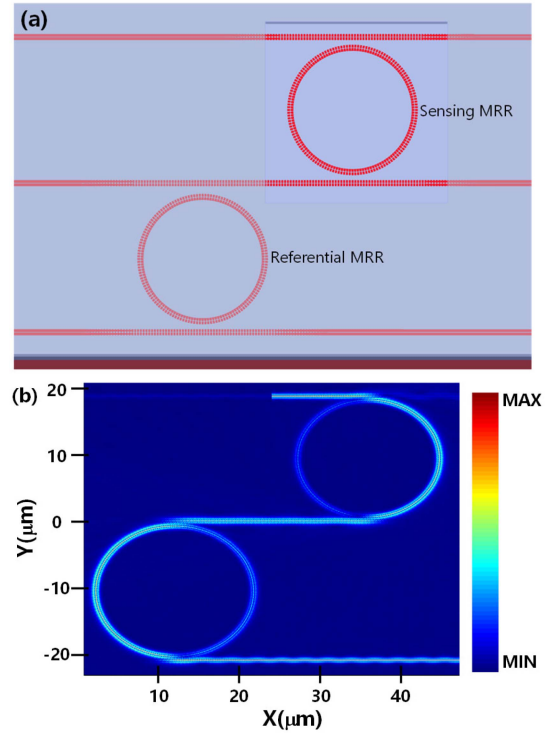 (a)
Sensing MRR
Referential MRR
(b)
20
10
0
-10
-20
Y(μm)
10 20 30 40
X(μm)
MAX
MIN